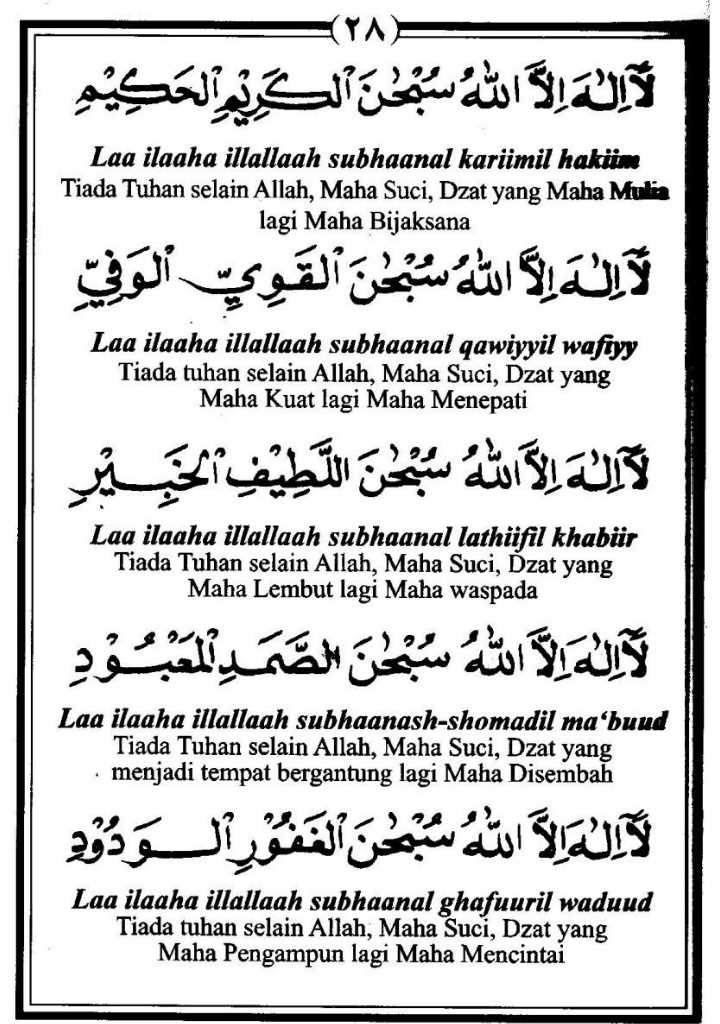 (٢٨)
لَآ اِلٰهَ اِلَّا اللّٰهُ سُبْحٰنَ الْكَرِيْمِ الْحَكِيْمِ
Laa ilaaha illallaah subhaanal kariimil hakiim
Tiada Tuhan selain Allah, Maha Suci, Dzat yang Maha Mulia
lagi Maha Bijaksana
لَآ اِلٰهَ اِلَّا اللّٰهُ سُبْحٰنَ الْقَوِيِّ الْوَفِيِّ
Laa ilaaha illallaah subhaanal qawiyyil wafiyy
Tiada tuhan selain Allah, Maha Suci, Dzat yang
Maha Kuat lagi Maha Menepati
لَآ اِلٰهَ اِلَّا اللّٰهُ سُبْحٰنَ اللَّطِيْفِ الْخَبِيْرِ
Laa ilaaha illallaah subhaanal lathiifil khabiir
Tiada Tuhan selain Allah, Maha Suci, Dzat yang
Maha Lembut lagi Maha waspada
لَآ اِلٰهَ اِلَّا اللّٰهُ سُبْحٰنَ الصَّمَدِ الْمَعْبُوْدِ
Laa ilaaha illallaah subhaanash-shomadil ma‘buud
Tiada Tuhan selain Allah, Maha Suci, Dzat yang
menjadi tempat bergantung lagi Maha Disembah
لَآ اِلٰهَ اِلَّا اللّٰهُ سُبْحٰنَ الْغَفُوْرِ الْوَدُوْدِ
Laa ilaaha illallaah subhaanal ghafuuril waduud
Tiada tuhan selain Allah, Maha Suci, Dzat yang
Maha Pengampun lagi Maha Mencintai